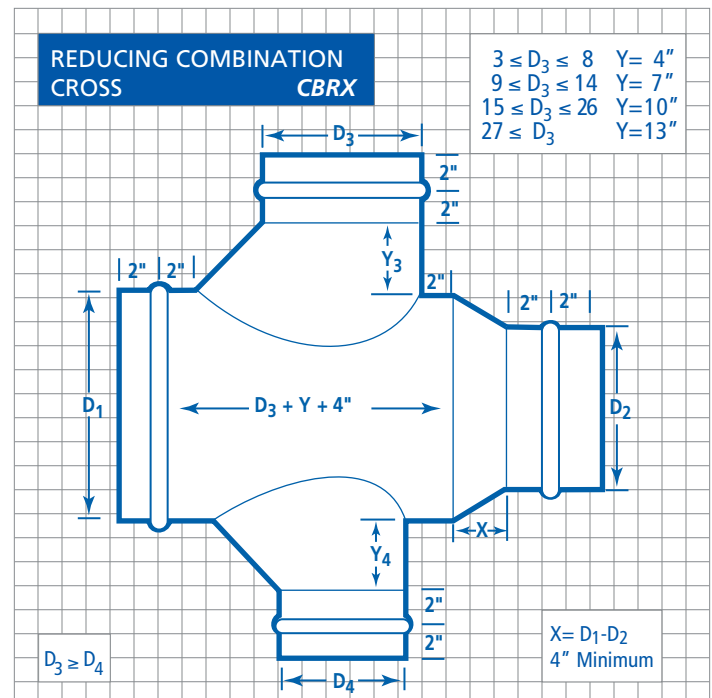 REDUCING COMBINATION
CROSS CBRX
3 ≤ D3 ≤ 8 Y= 4”
9 ≤ D3 ≤ 14 Y= 7”
15 ≤ D3 ≤ 26 Y=10”
27 ≤ D3 Y=13”
D3
2"
2"
Y3
2" 2"
2"
2" 2"
D1
D3 + Y + 4"
D2
Y4
X
2"
2"
D4
D3 ≥ D4
X= D1-D2
4” Minimum